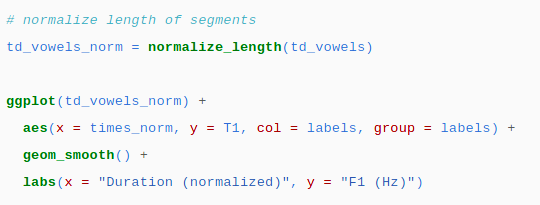 # normalize length of segments
td_vowels_norm = normalize_length(td_vowels)
ggplot(td_vowels_norm) +
aes(x = times_norm, y = T1, col = labels, group = labels) +
geom_smooth() +
labs(x = "Duration (normalized)", y = "F1 (Hz)")